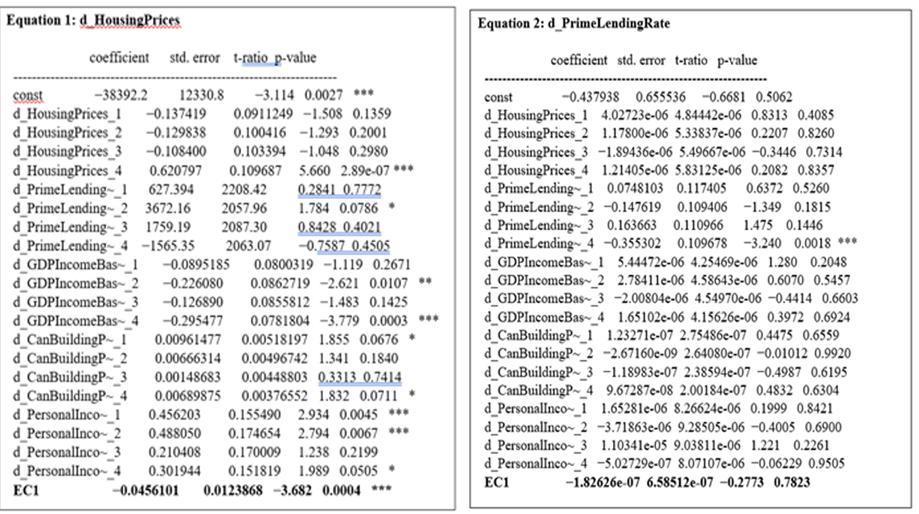 Equation 1: d_HousingPrices
coefficient std. error t-ratio p-value
--------------------------------------------------------------------
const −38392.2 12330.8 −3.114 0.0027 ***
d_HousingPrices_1 −0.137419 0.0911249 −1.508 0.1359
d_HousingPrices_2 −0.129838 0.100416 −1.293 0.2001
d_HousingPrices_3 −0.108400 0.103394 −1.048 0.2980
d_HousingPrices_4 0.620797 0.109687 5.660 2.89e-07 ***
d_PrimeLending~_1 627.394 2208.42 0.2841 0.7772
d_PrimeLending~_2 3672.16 2057.96 1.784 0.0786 *
d_PrimeLending~_3 1759.19 2087.30 0.8428 0.4021
d_PrimeLending~_4 −1565.35 2063.07 −0.7587 0.4505
d_GDPIncomeBas~_1 −0.0895185 0.0800319 −1.119 0.2671
d_GDPIncomeBas~_2 −0.226080 0.0862719 −2.621 0.0107 **
d_GDPIncomeBas~_3 −0.126890 0.0855812 −1.483 0.1425
d_GDPIncomeBas~_4 −0.295477 0.0781804 −3.779 0.0003 ***
d_CanBuildingP~_1 0.00961477 0.00518197 1.855 0.0676 *
d_CanBuildingP~_2 0.00666314 0.00496742 1.341 0.1840
d_CanBuildingP~_3 0.00148683 0.00448803 0.3313 0.7414
d_CanBuildingP~_4 0.00689875 0.00376552 1.832 0.0711 *
d_PersonalInco~_1 0.456203 0.155490 2.934 0.0045 ***
d_PersonalInco~_2 0.488050 0.174654 2.794 0.0067 ***
d_PersonalInco~_3 0.210408 0.170009 1.238 0.2199
d_PersonalInco~_4 0.301944 0.151819 1.989 0.0505 *
EC1 −0.0456101 0.0123868 −3.682 0.0004 ***
Equation 2: d_PrimeLendingRate
coefficient std. error t-ratio p-value
--------------------------------------------------------------------
const −0.437938 0.655536 −0.6681 0.5062
d_HousingPrices_1 4.02723e-06 4.84442e-06 0.8313 0.4085
d_HousingPrices_2 1.17800e-06 5.33837e-06 0.2207 0.8260
d_HousingPrices_3 −1.89436e-06 5.49667e-06 −0.3446 0.7314
d_HousingPrices_4 1.21405e-06 5.83125e-06 0.2082 0.8357
d_PrimeLending~_1 0.0748103 0.117405 0.6372 0.5260
d_PrimeLending~_2 −0.147619 0.109406 −1.349 0.1815
d_PrimeLending~_3 0.163663 0.110966 1.475 0.1446
d_PrimeLending~_4 −0.355302 0.109678 −3.240 0.0018 ***
d_GDPIncomeBas~_1 5.44472e-06 4.25469e-06 1.280 0.2048
d_GDPIncomeBas~_2 2.78411e-06 4.58643e-06 0.6070 0.5457
d_GDPIncomeBas~_3 −2.00804e-06 4.54970e-06 −0.4414 0.6603
d_GDPIncomeBas~_4 1.65102e-06 4.15626e-06 0.3972 0.6924
d_CanBuildingP~_1 1.23271e-07 2.75486e-07 0.4475 0.6559
d_CanBuildingP~_2 −2.67160e-09 2.64080e-07 −0.01012 0.9920
d_CanBuildingP~_3 −1.18983e-07 2.38594e-07 −0.4987 0.6195
d_CanBuildingP~_4 9.67287e-08 2.00184e-07 0.4832 0.6304
d_PersonalInco~_1 1.65281e-06 8.26624e-06 0.1999 0.8421
d_PersonalInco~_2 −3.71863e-06 9.28505e-06 −0.4005 0.6900
d_PersonalInco~_3 1.10341e-05 9.03811e-06 1.221 0.2261
d_PersonalInco~_4 −5.02729e-07 8.07107e-06 −0.06229 0.9505
EC1 −1.82626e-07 6.58512e-07 −0.2773 0.7823